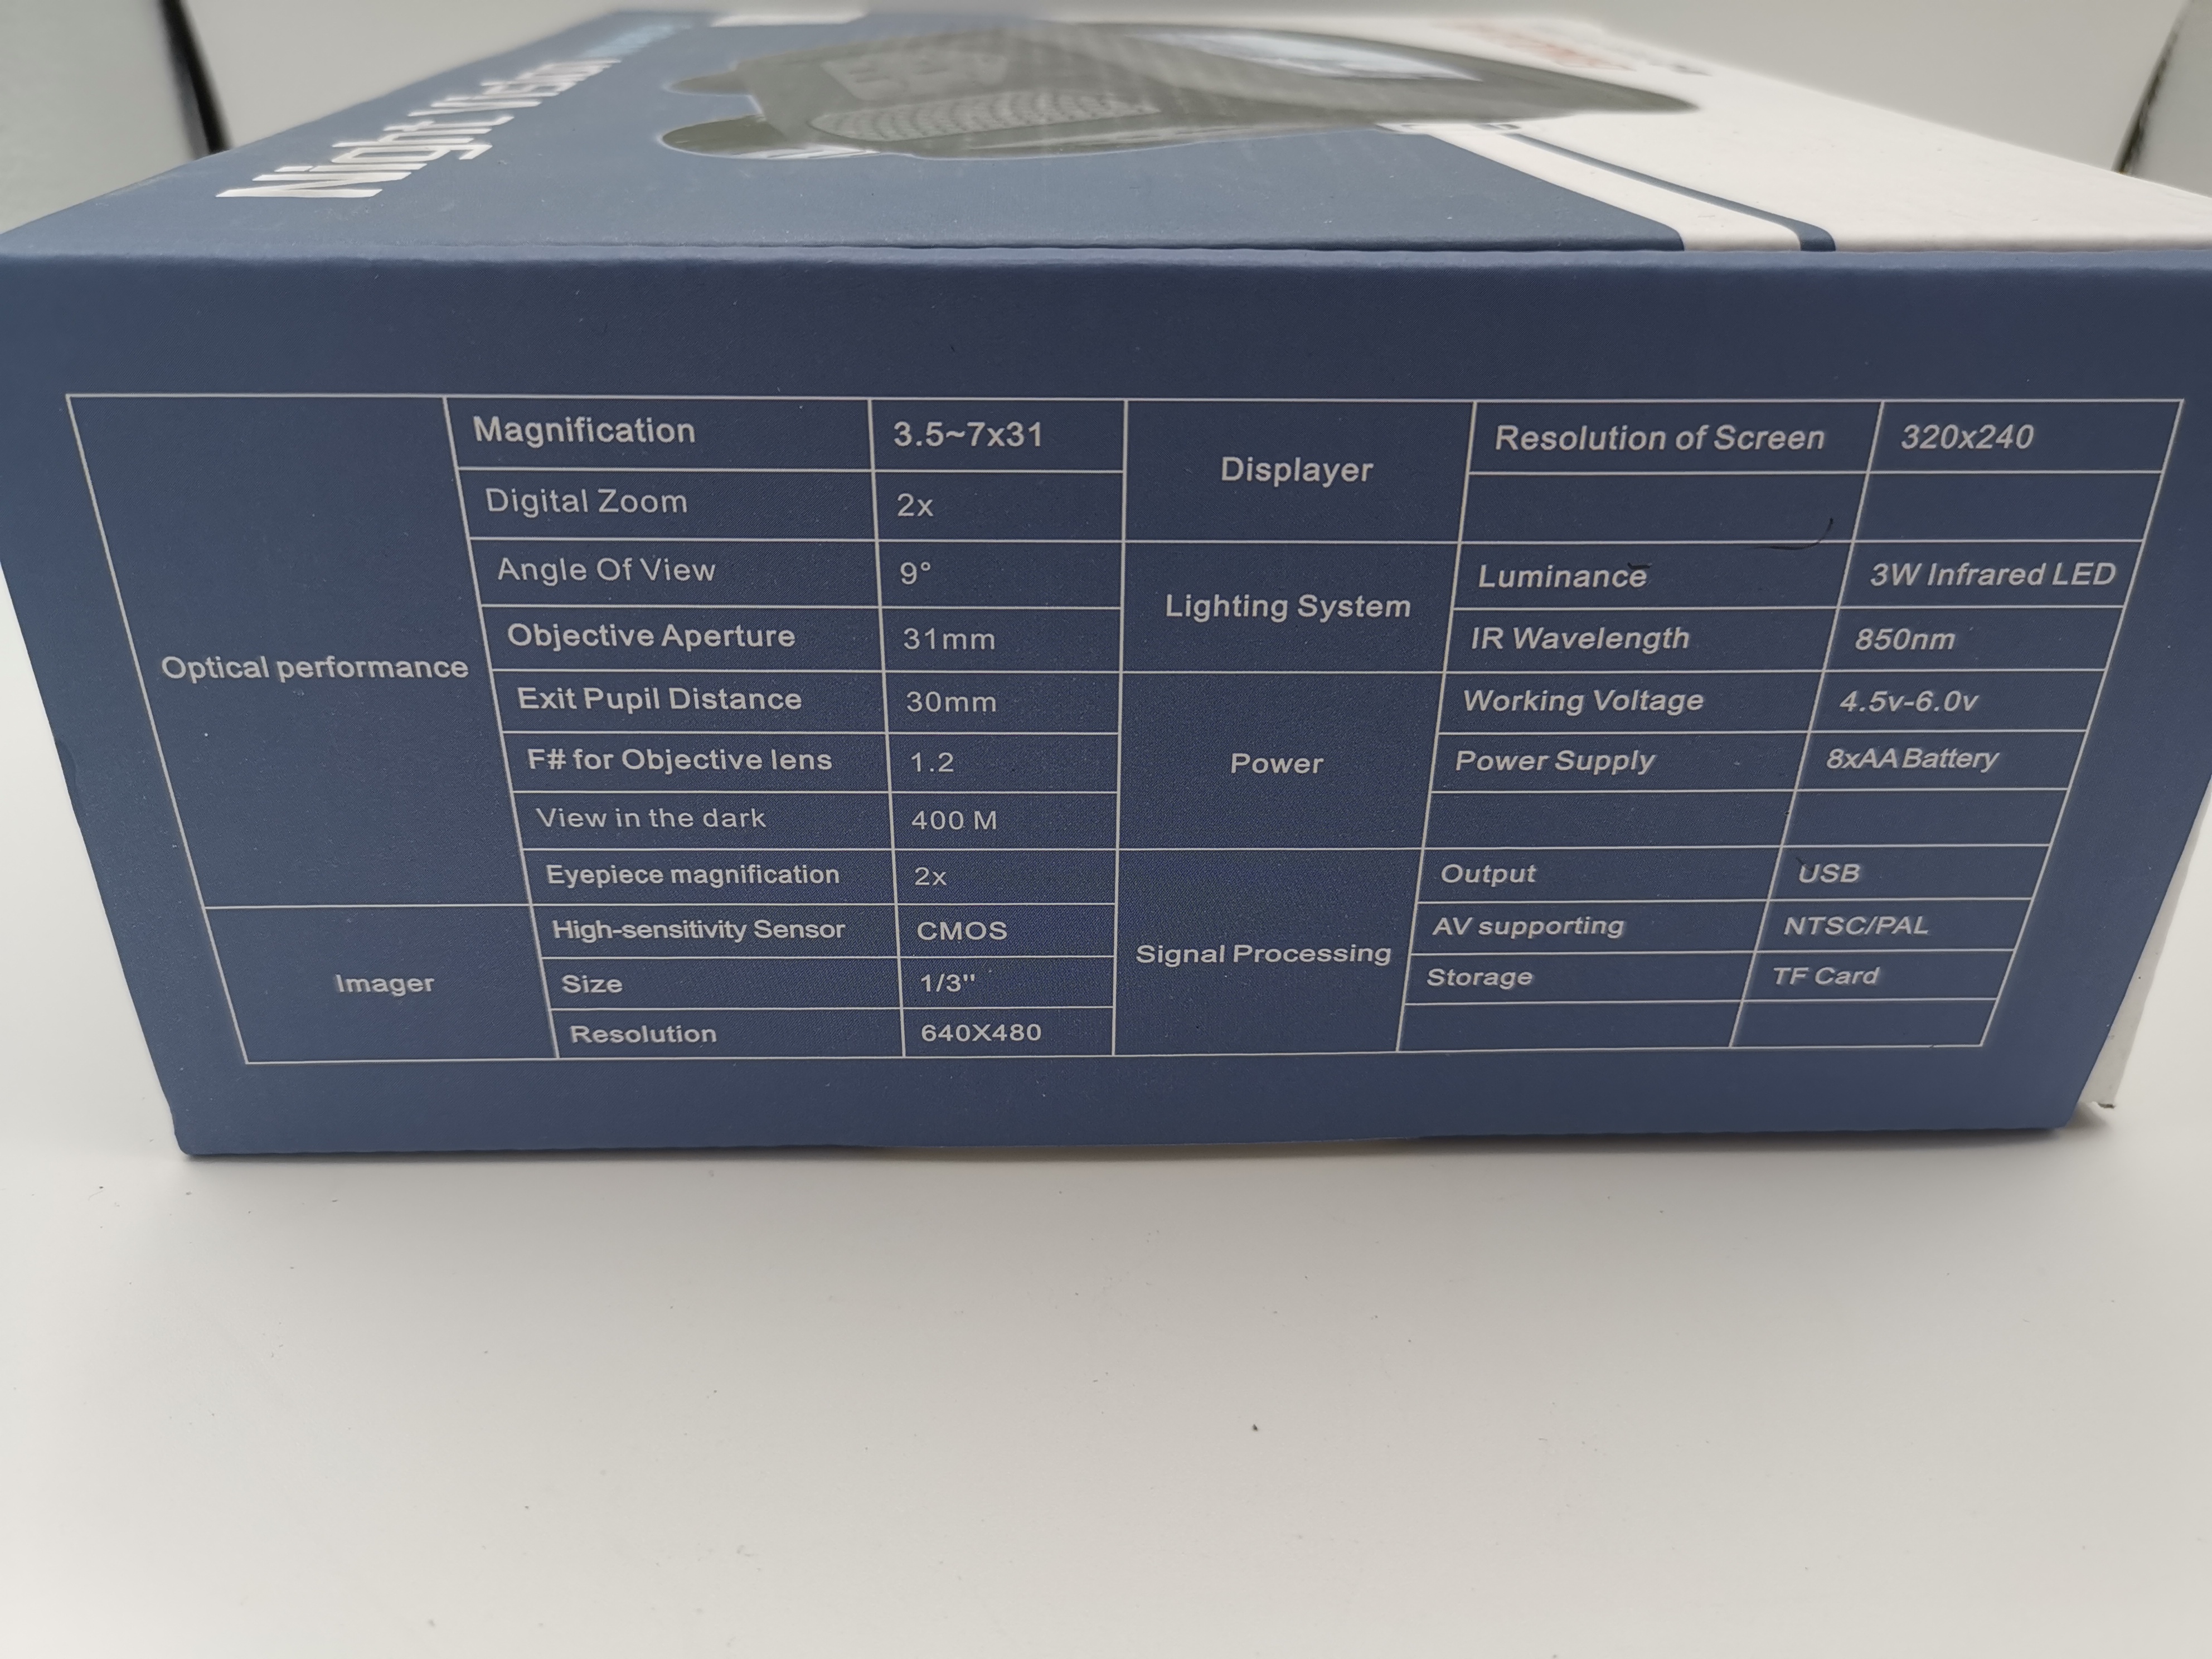 Night Vision
Magnification 3.5~7x31
Digital Zoom 2x
Angle Of View 9°
Objective Aperture 31mm
Optical performance
Exit Pupil Distance 30mm
F# for Objective lens 1.2
View in the dark 400 M
Eyepiece magnification 2x
Imager
High-sensitivity Sensor CMOS
Size 1/3"
Resolution 640X480
Displayer
Resolution of Screen 320x240
Lighting System
Luminance 3W Infrared LED
IR Wavelength 850nm
Power
Working Voltage 4.5v-6.0v
Power Supply 8xAA Battery
Signal Processing
Output USB
AV supporting NTSC/PAL
Storage TF Card